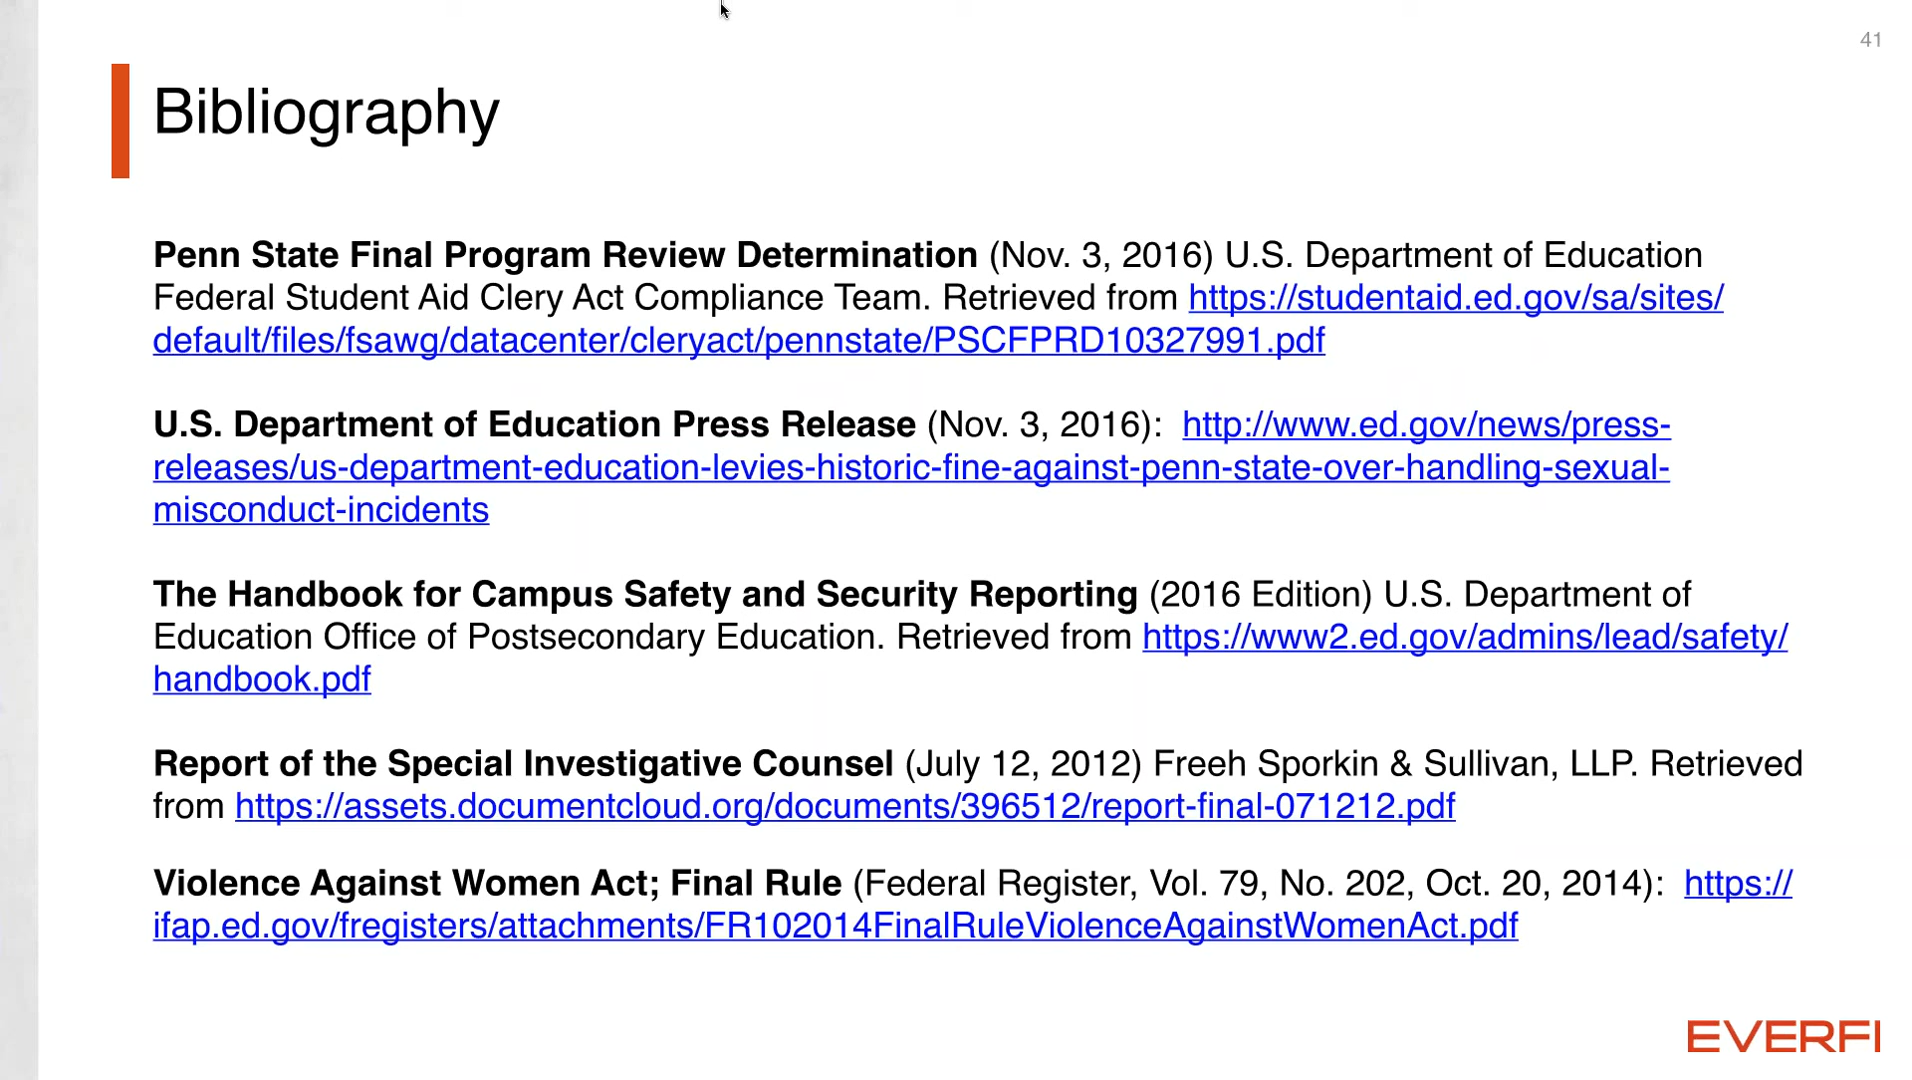 41
Bibliography
Penn State Final Program Review Determination (Nov. 3, 2016) U.S. Department of Education
Federal Student Aid Clery Act Compliance Team. Retrieved from https://studentaid.ed.gov/sa/sites/
default/files/fsawg/datacenter/cleryact/pennstate/PSCFPRD10327991.pdf
U.S. Department of Education Press Release (Nov. 3, 2016):  http://www.ed.gov/news/press-
releases/us-department-education-levies-historic-fine-against-penn-state-over-handling-sexual-
misconduct-incidents
The Handbook for Campus Safety and Security Reporting (2016 Edition) U.S. Department of
Education Office of Postsecondary Education. Retrieved from https://www2.ed.gov/admins/lead/safety/
handbook.pdf
Report of the Special Investigative Counsel (July 12, 2012) Freeh Sporkin & Sullivan, LLP. Retrieved
from https://assets.documentcloud.org/documents/396512/report-final-071212.pdf
Violence Against Women Act; Final Rule (Federal Register, Vol. 79, No. 202, Oct. 20, 2014):  https://
ifap.ed.gov/fregisters/attachments/FR102014FinalRuleViolenceAgainstWomenAct.pdf
EVERFI